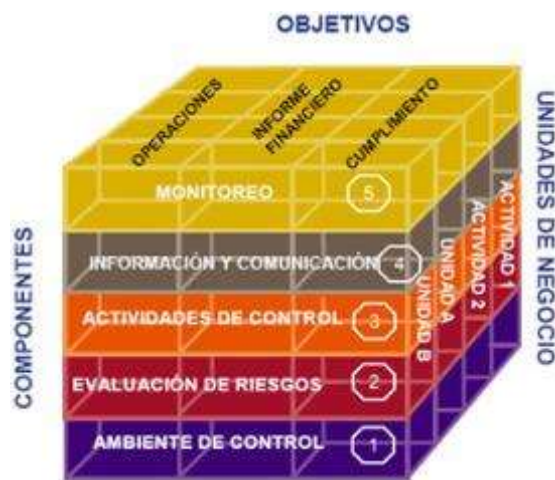 OBJETIVOS
OPERACIONES
INFORME
FINANCIERO
CUMPLIMIENTO
COMPONENTES
MONITOREO
5
INFORMACIÓN Y COMUNICACIÓN
4
ACTIVIDADES DE CONTROL
3
EVALUACIÓN DE RIESGOS
2
AMBIENTE DE CONTROL
1
UNIDAD B
UNIDAD A
ACTIVIDAD 2
ACTIVIDAD 1
UNIDADES DE NEGOCIO